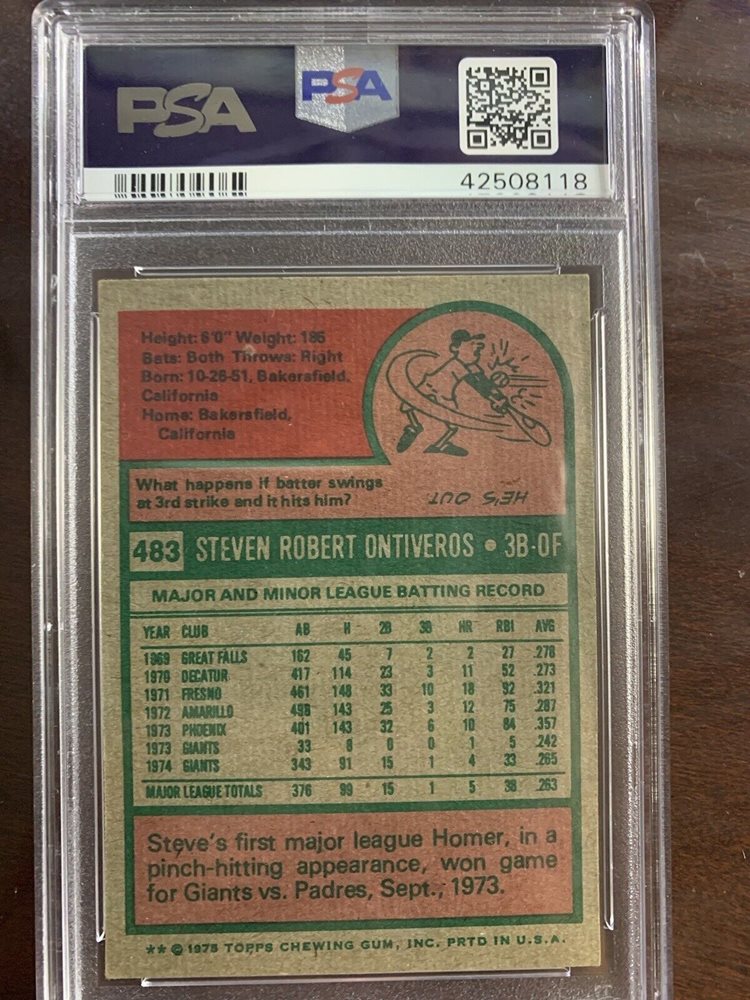 PSA PSA
42508118
Height: 6'0" Weight: 185
Bats: Both Throws: Right
Born: 10-26-51, Bakersfield,
California
Home: Bakersfield,
California
What happens if batter swings
at 3rd strike and it hits him?
HE'S OUT
483 STEVEN ROBERT ONTIVEROS • 3B-OF
MAJOR AND MINOR LEAGUE BATTING RECORD
YEAR CLUB AB H 2B 3B HR RBI AVG
1969 GREAT FALLS 162 45 7 2 2 27 .278
1970 DECATUR 417 114 23 3 11 52 .273
1971 FRESNO 461 148 33 10 18 92 .321
1972 AMARILLO 498 143 25 3 12 75 .287
1973 PHOENIX 401 143 32 6 10 84 .357
1973 GIANTS 33 8 0 0 1 5 .242
1974 GIANTS 343 91 15 1 4 33 .265
MAJOR LEAGUE TOTALS 376 99 15 1 5 38 .263
Steve's first major league Homer, in a
pinch-hitting appearance, won game
for Giants vs. Padres, Sept., 1973.
** © 1975 TOPPS CHEWING GUM, INC. PRTD IN U.S.A.